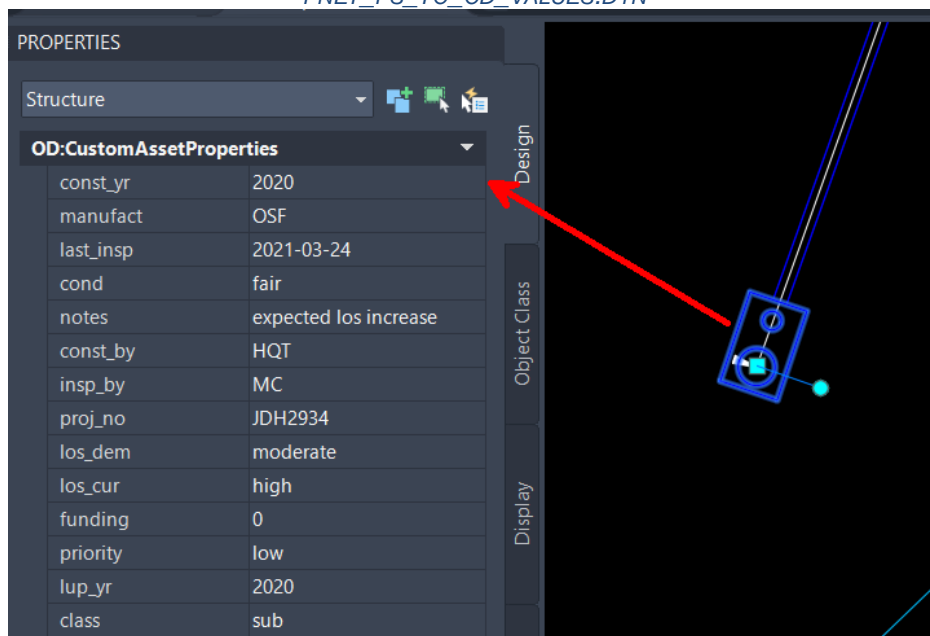 PNET_PS_TO_OD_VALUES.DYN
PROPERTIES
Structure
OD:CustomAssetProperties
const_yr 2020
manufact OSF
last_insp 2021-03-24
cond fair
notes expected los increase
const_by HQT
insp_by MC
proj_no JDH2934
los_dem moderate
los_cur high
funding 0
priority low
lup_yr 2020
class sub
Design
Object Class
Display